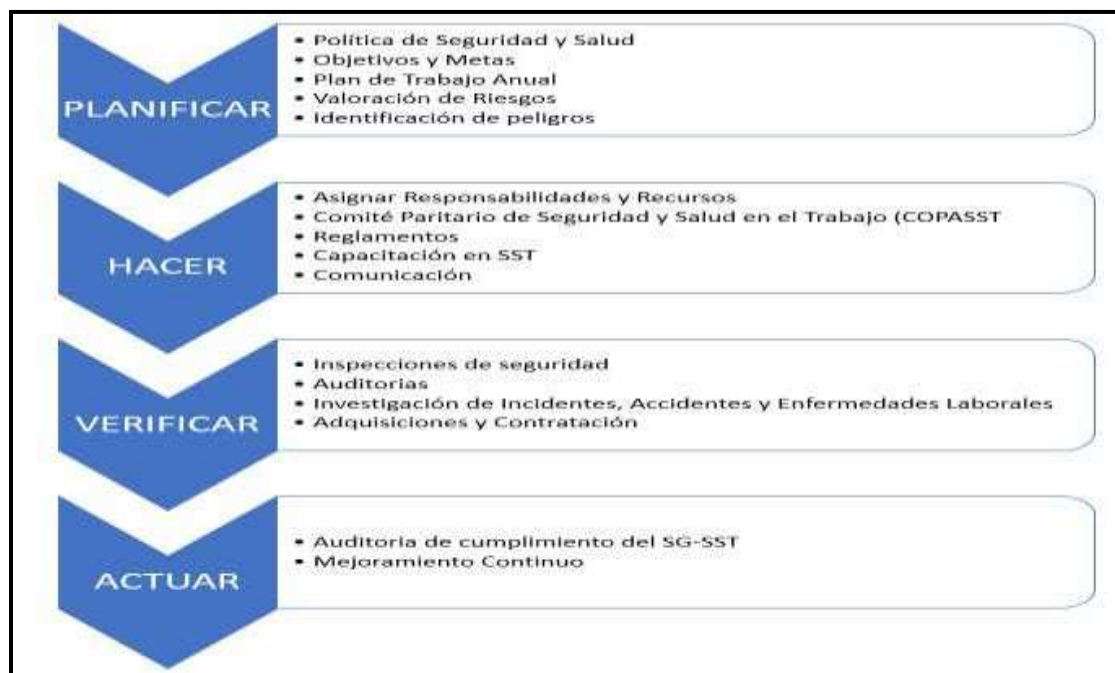 PLANIFICAR
• Política de Seguridad y Salud
• Objetivos y Metas
• Plan de Trabajo Anual
• Valoración de Riesgos
• Identificación de peligros
HACER
• Asignar Responsabilidades y Recursos
• Comité Paritario de Seguridad y Salud en el Trabajo (COPASST
• Reglamentos
• Capacitación en SST
• Comunicación
VERIFICAR
• Inspecciones de seguridad
• Auditorias
• Investigación de Incidentes, Accidentes y Enfermedades Laborales
• Adquisiciones y Contratación
ACTUAR
• Auditoria de cumplimiento del SG-SST
• Mejoramiento Continuo